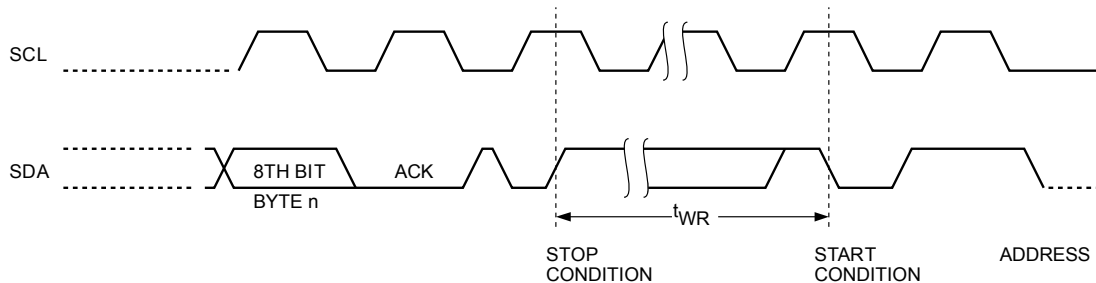 SCL
SDA
8TH BIT
ACK
BYTE n
tWR
STOP
CONDITION
START
CONDITION
ADDRESS